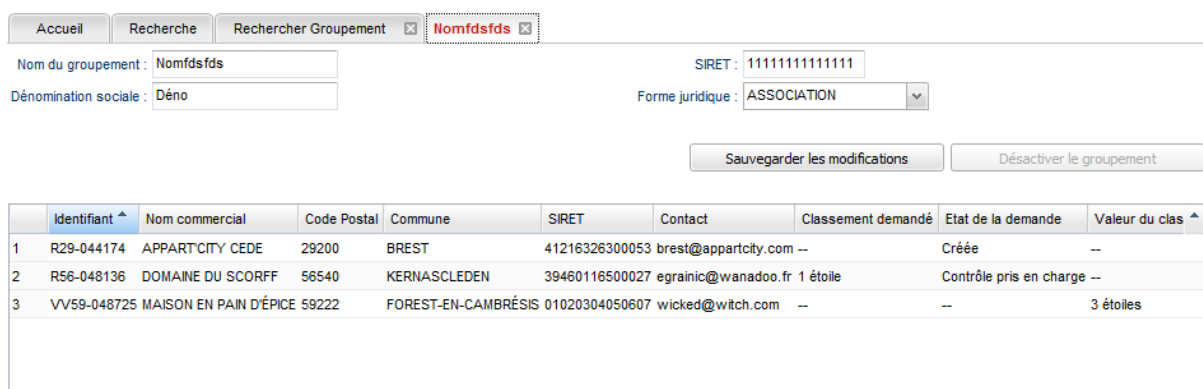 Accueil Recherche Rechercher Groupement Nomfdsfds
Nom du groupement : Nomfdsfds SIRET : 11111111111111
Dénomination sociale : Déno Forme juridique : ASSOCIATION
Sauvegarder les modifications Désactiver le groupement
Identifiant Nom commercial Code Postal Commune SIRET Contact Classement demandé Etat de la demande Valeur du clas
1 R29-044174 APPART'CITY CEDE 29200 BREST 41216326300053 brest@appartcity.com -- Créée --
2 R56-048136 DOMAINE DU SCORFF 56540 KERNASCLEDEN 39460116500027 egrainic@wanadoo.fr 1 étoile Contrôle pris en charge --
3 VV59-048725 MAISON EN PAIN D'ÉPICE 59222 FOREST-EN-CAMBRÉSIS 01020304050607 wicked@witch.com -- -- 3 étoiles